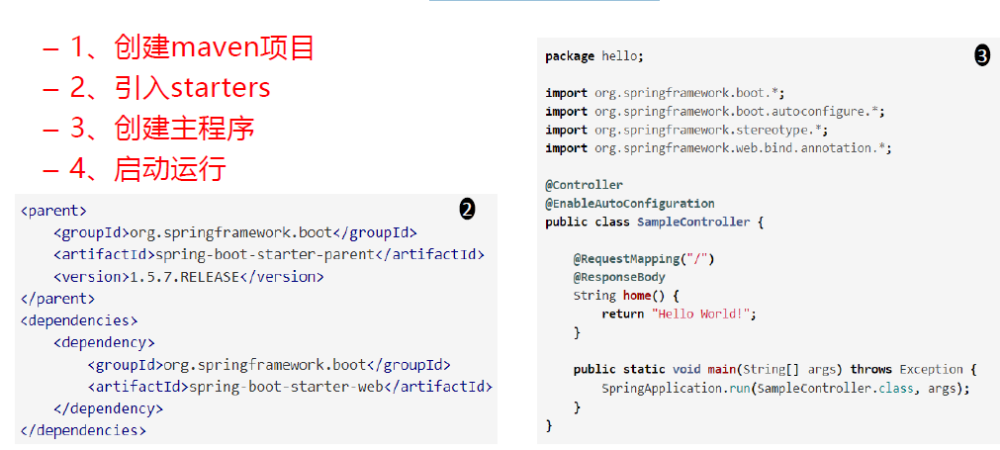 – 1、创建maven项目
– 2、引入starters
– 3、创建主程序
– 4、启动运行
2
<parent>
    <groupId>org.springframework.boot</groupId>
    <artifactId>spring-boot-starter-parent</artifactId>
    <version>1.5.7.RELEASE</version>
</parent>
<dependencies>
    <dependency>
        <groupId>org.springframework.boot</groupId>
        <artifactId>spring-boot-starter-web</artifactId>
    </dependency>
</dependencies>
3
package hello;

import org.springframework.boot.*;
import org.springframework.boot.autoconfigure.*;
import org.springframework.stereotype.*;
import org.springframework.web.bind.annotation.*;

@Controller
@EnableAutoConfiguration
public class SampleController {

    @RequestMapping("/")
    @ResponseBody
    String home() {
        return "Hello World!";
    }

    public static void main(String[] args) throws Exception {
        SpringApplication.run(SampleController.class, args);
    }
}